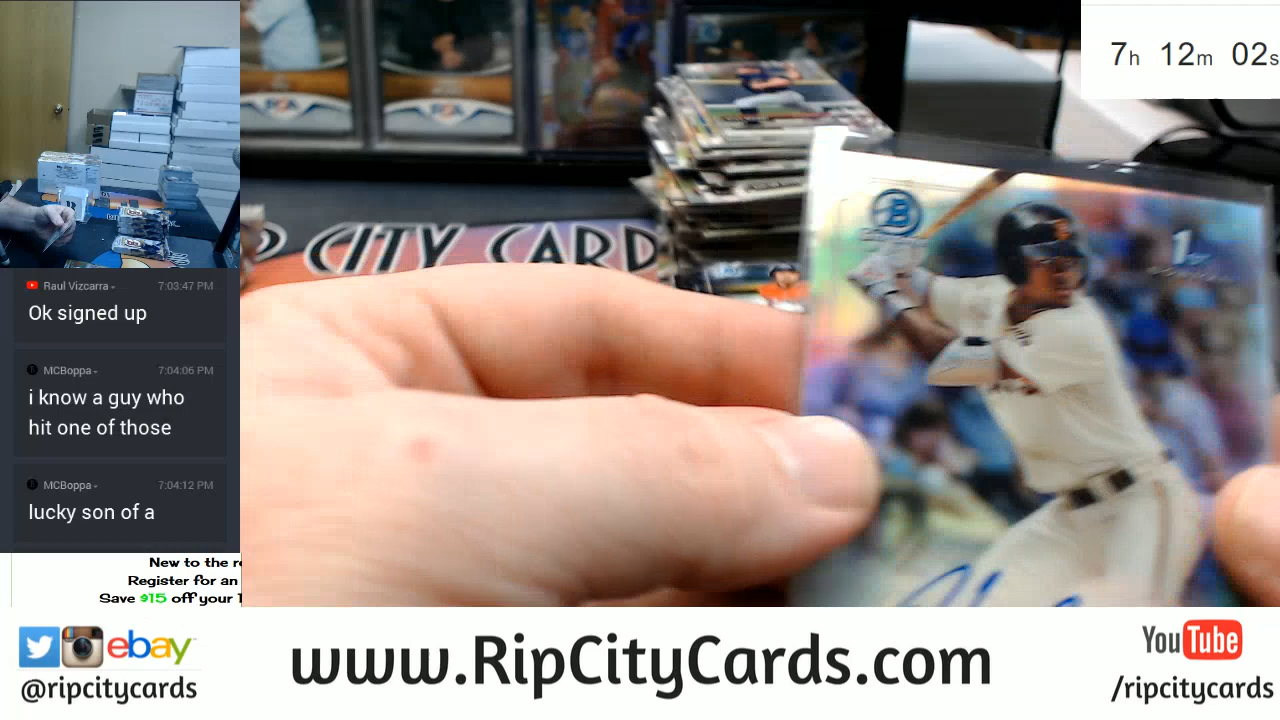 7h 12m 02s
P CITY CARD
B
1st
Raul Vizcarra 7:03:47 PM
Ok signed up
MCBoppa 7:04:06 PM
i know a guy who
hit one of those
MCBoppa 7:04:12 PM
lucky son of a
New to the r
Register for an
Save $15 off your
ebay
@ripcitycards
www.RipCityCards.com
YouTube
/ripcitycards